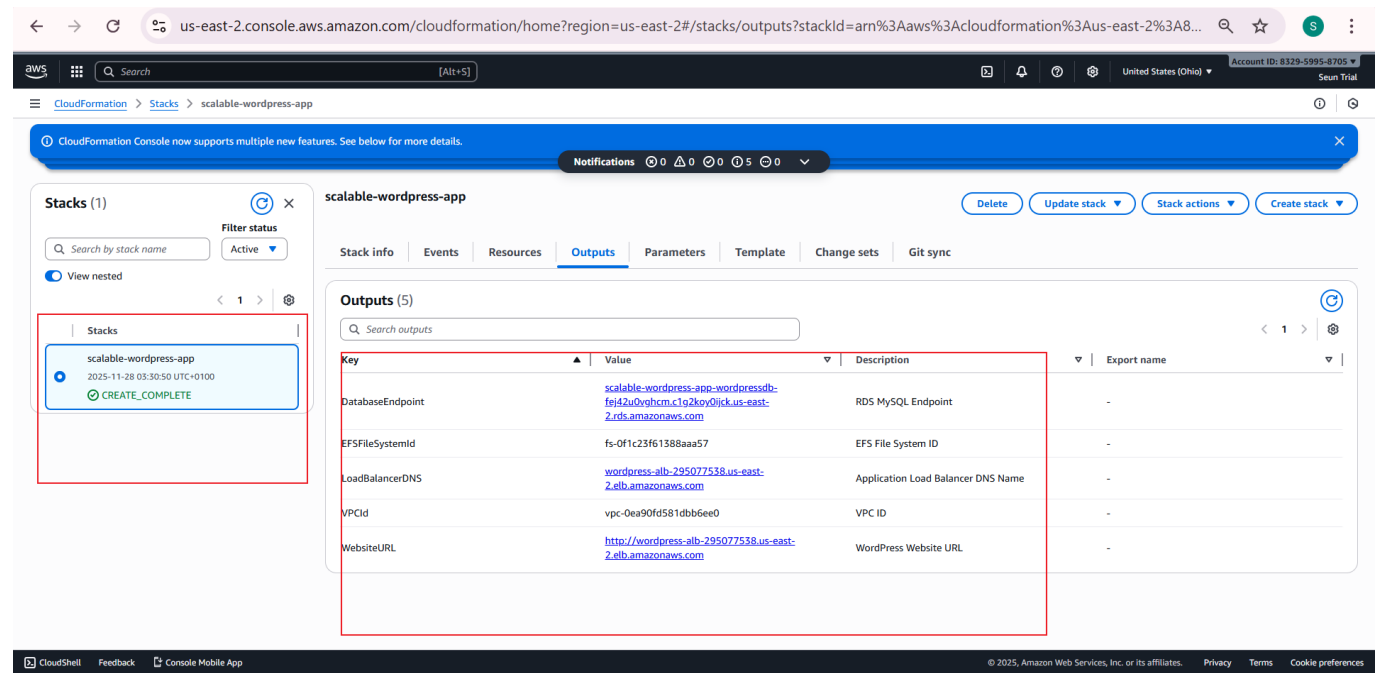 us-east-2.console.aws.amazon.com/cloudformation/home?region=us-east-2#/stacks/outputs?stackId=arn%3Aaws%3Acloudformation%3Aus-east-2%3A8...
S
aws
Search [Alt+S]
United States (Ohio)
Account ID: 8329-5995-8705
Seun Trial
CloudFormation > Stacks > scalable-wordpress-app
CloudFormation Console now supports multiple new features. See below for more details.
Notifications 0 0 0 5 0
Stacks (1)
Filter status
Search by stack name
Active
View nested
1
Stacks
scalable-wordpress-app
2025-11-28 03:30:50 UTC+0100
CREATE_COMPLETE
scalable-wordpress-app
Delete Update stack Stack actions Create stack
Stack info Events Resources Outputs Parameters Template Change sets Git sync
Outputs (5)
Search outputs
1
Key Value Description Export name
DatabaseEndpoint
scalable-wordpress-app-wordpressdb-
fej42u0vghcm.c1g2koy0ijck.us-east-
2.rds.amazonaws.com
RDS MySQL Endpoint
-
EFSFileSystemId fs-0f1c23f61388aaa57 EFS File System ID -
LoadBalancerDNS
wordpress-alb-295077538.us-east-
2.elb.amazonaws.com
Application Load Balancer DNS Name
-
VPCId vpc-0ea90fd581dbb6ee0 VPC ID -
WebsiteURL
http://wordpress-alb-295077538.us-east-
2.elb.amazonaws.com
WordPress Website URL
-
CloudShell Feedback Console Mobile App © 2025, Amazon Web Services, Inc. or its affiliates. Privacy Terms Cookie preferences